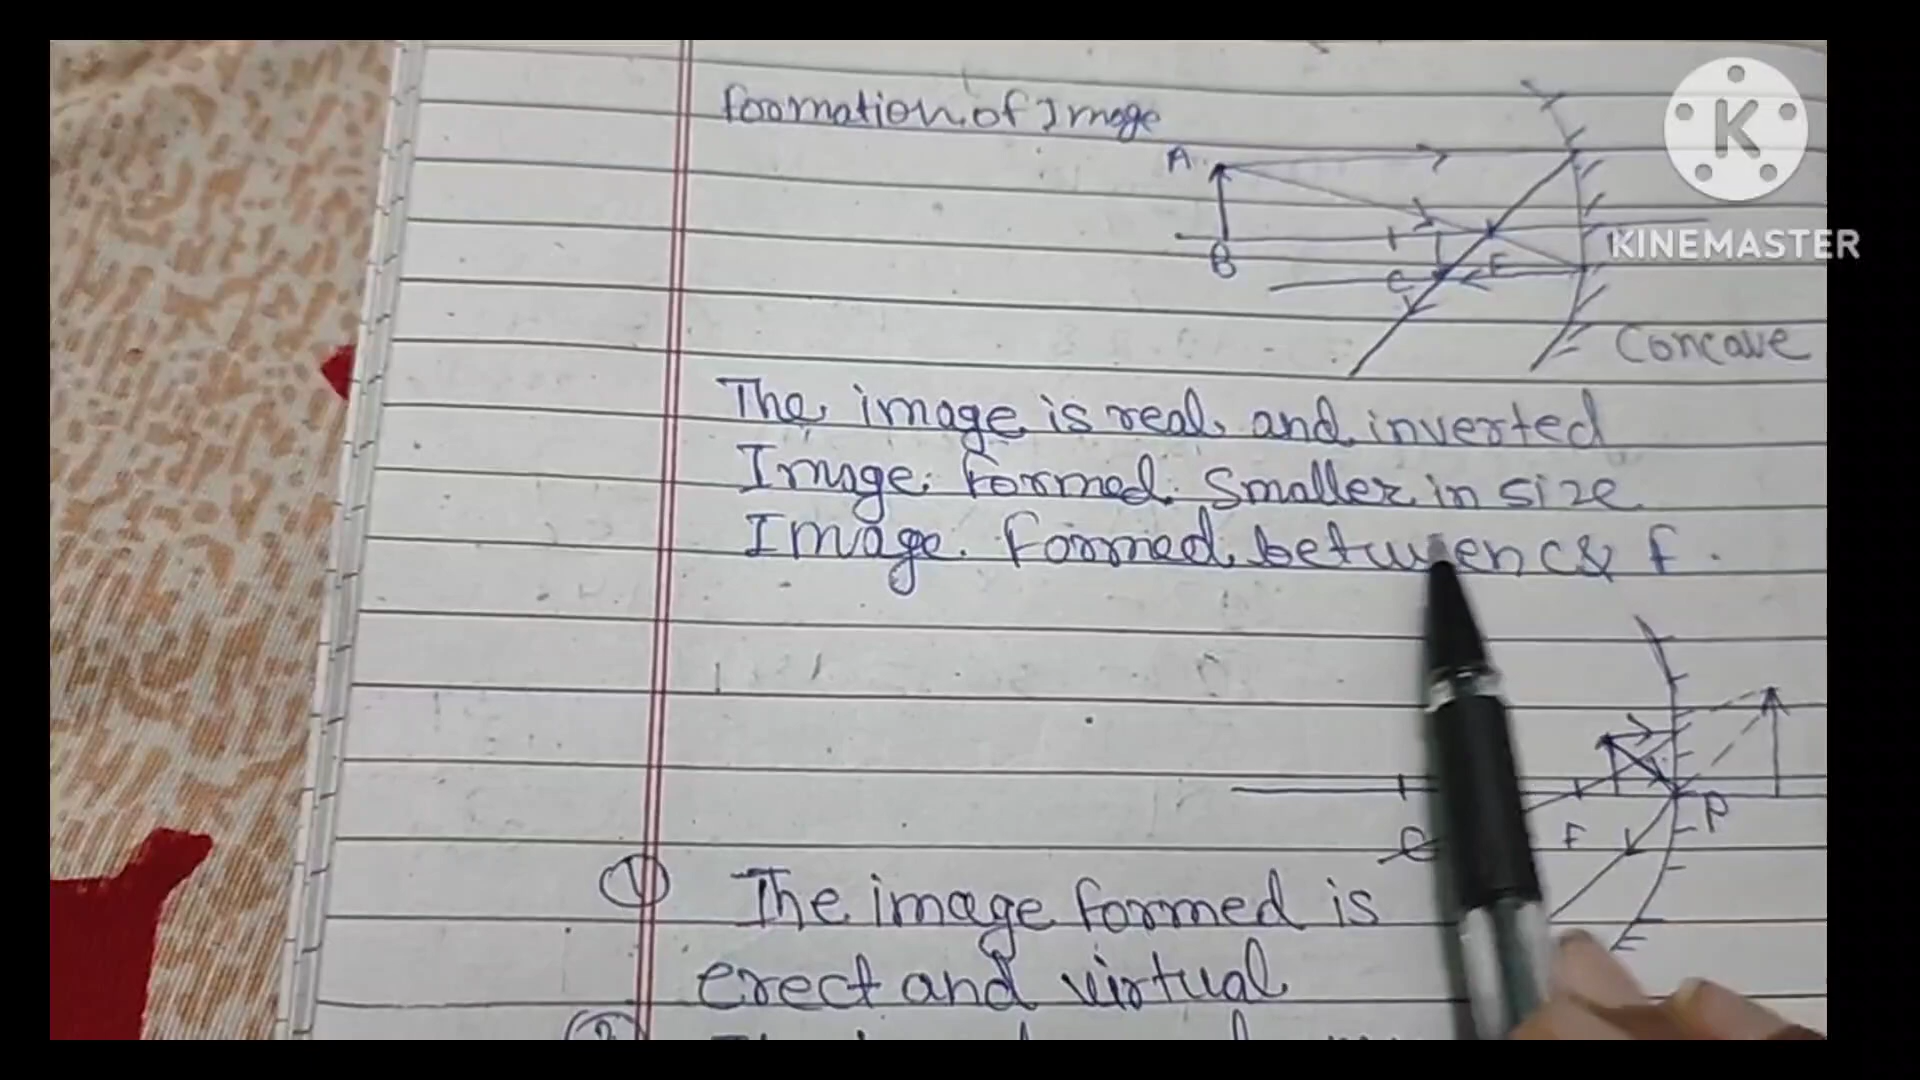 Formation of Image
A
B
C
F
KINEMASTER
Concave
The image is real and inverted
Image formed smaller in size
Image formed between C & F.
C
F
P
1 The image formed is
erect and virtual
2